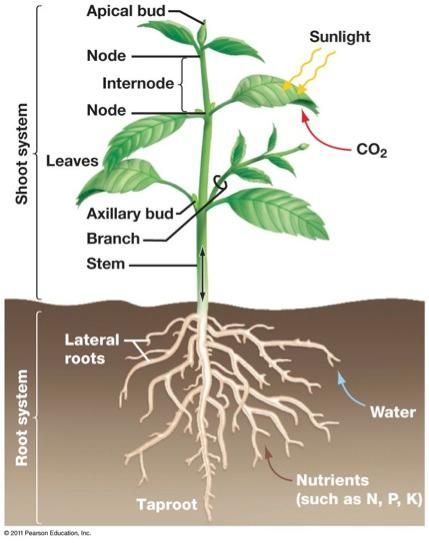 Apical bud
Sunlight
Node
Internode
Node
CO₂
Shoot system
Leaves
Axillary bud
Branch
Stem
Lateral
roots
Root system
Water
Nutrients
(such as N, P, K)
Taproot
© 2011 Pearson Education, Inc.